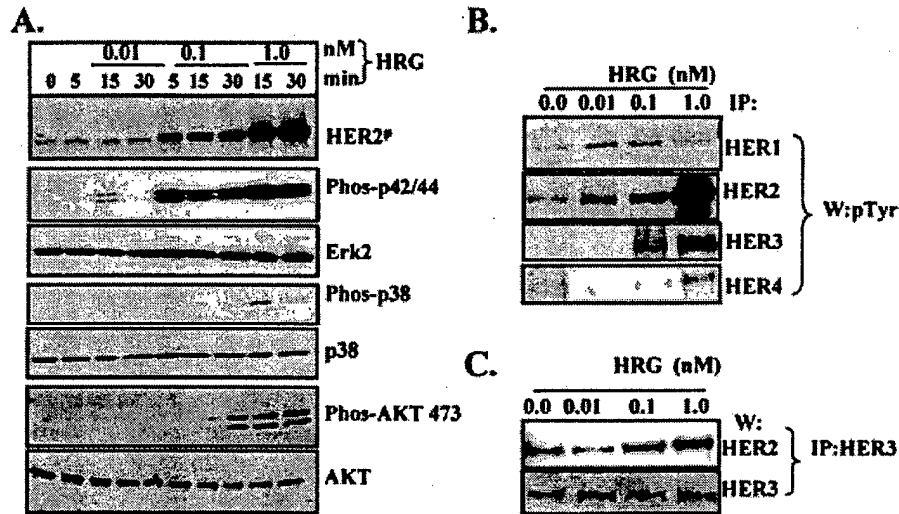 A.
0.01 0.1 1.0 nM
0 5 15 30 5 15 30 15 30 min
HRG
HER2#
Phos-p42/44
Erk2
Phos-p38
p38
Phos-AKT 473
AKT
B.
HRG (nM)
0.0 0.01 0.1 1.0 IP:
HER1
HER2
HER3
HER4
W:pTyr
C.
HRG (nM)
0.0 0.01 0.1 1.0
W:
HER2
HER3
IP:HER3